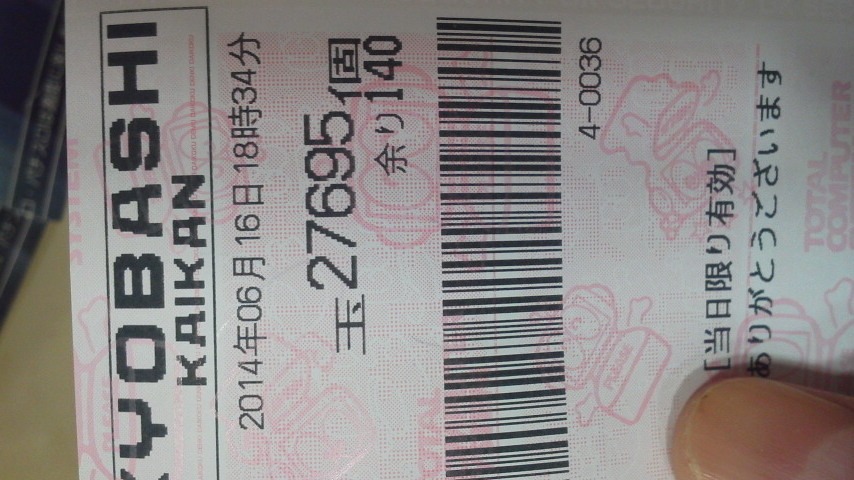 KYOBASHI
KAIKAN
2014年06月16日18時34分
玉27695個
余り140
4-0036
[当日限り有効]
ありがとうございます
TOTAL
COMPUTER
SYSTEM